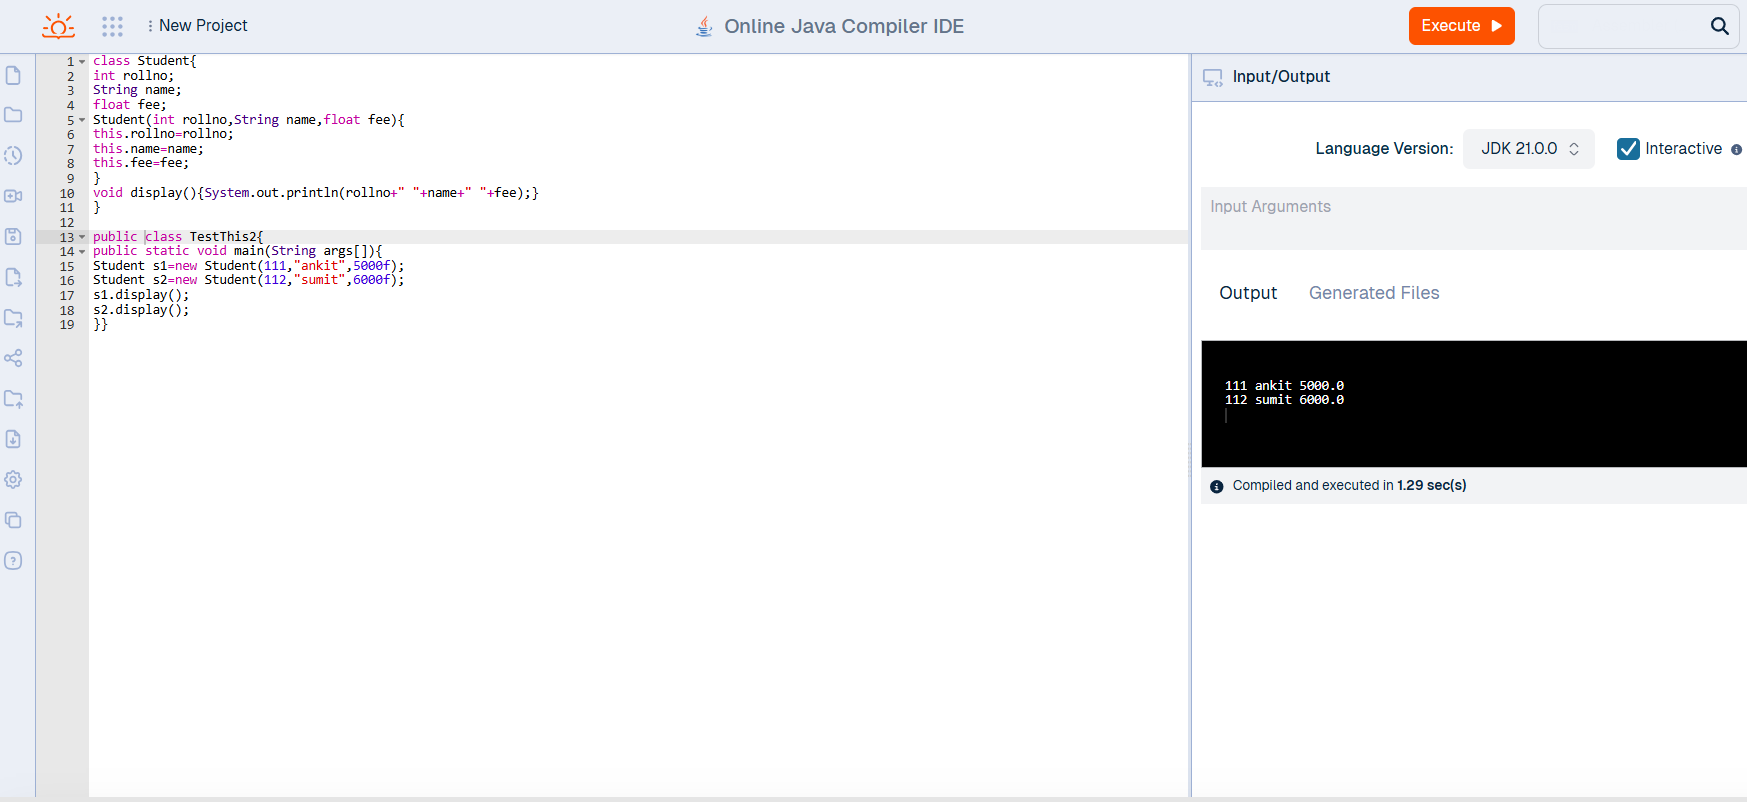 New Project
Online Java Compiler IDE
Execute
1 class Student{
2 int rollno;
3 String name;
4 float fee;
5 Student(int rollno,String name,float fee){
6 this.rollno=rollno;
7 this.name=name;
8 this.fee=fee;
9 }
10 void display(){System.out.println(rollno+" "+name+" "+fee);}
11 }
12
13 public class TestThis2{
14 public static void main(String args[]){
15 Student s1=new Student(111,"ankit",5000f);
16 Student s2=new Student(112,"sumit",6000f);
17 s1.display();
18 s2.display();
19 }}
Input/Output
Language Version: JDK 21.0.0 Interactive
Input Arguments
Output Generated Files
111 ankit 5000.0
112 sumit 6000.0
Compiled and executed in 1.29 sec(s)